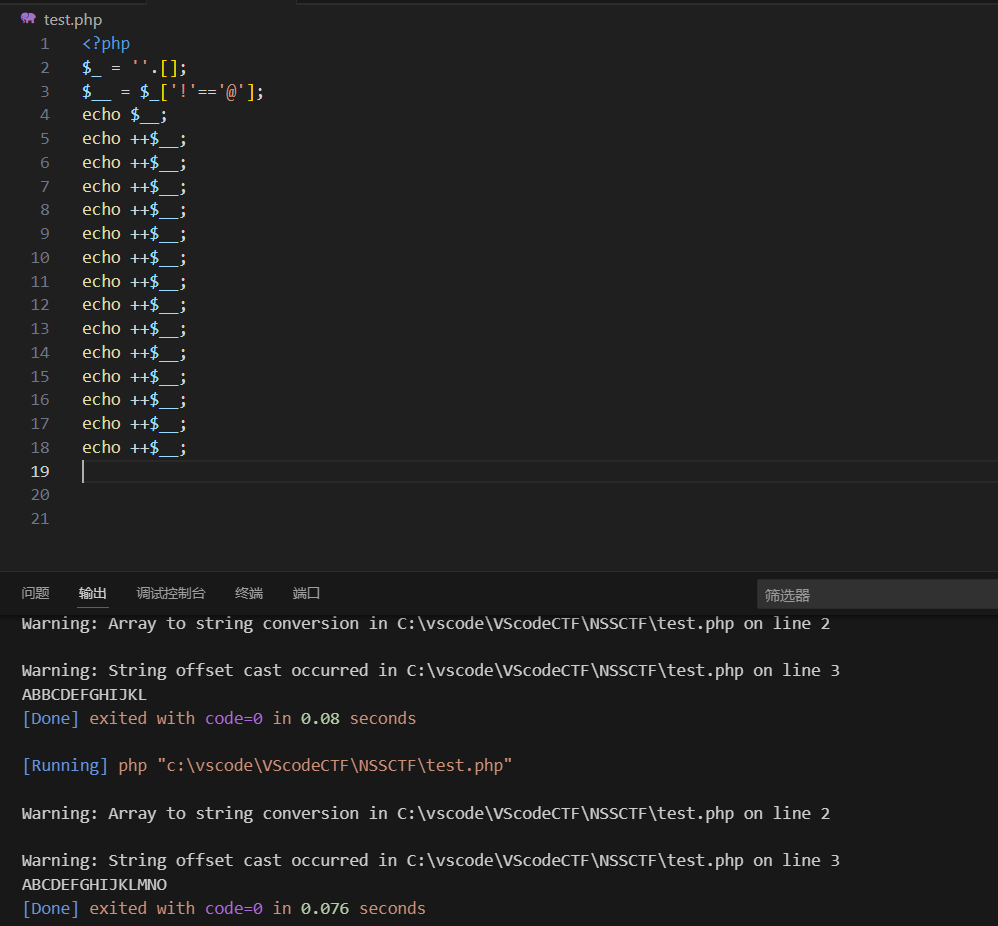 test.php
1 <?php
2 $_ = ''.[];
3 $__ = $_['!'=='@'];
4 echo $__;
5 echo ++$__;
6 echo ++$__;
7 echo ++$__;
8 echo ++$__;
9 echo ++$__;
10 echo ++$__;
11 echo ++$__;
12 echo ++$__;
13 echo ++$__;
14 echo ++$__;
15 echo ++$__;
16 echo ++$__;
17 echo ++$__;
18 echo ++$__;
19
20
21
问题 输出 调试控制台 终端 端口 筛选器
Warning: Array to string conversion in C:\vscode\VScodeCTF\NSSCTF\test.php on line 2
Warning: String offset cast occurred in C:\vscode\VScodeCTF\NSSCTF\test.php on line 3
ABBCDEFGHIJKL
[Done] exited with code=0 in 0.08 seconds
[Running] php "c:\vscode\VScodeCTF\NSSCTF\test.php"
Warning: Array to string conversion in C:\vscode\VScodeCTF\NSSCTF\test.php on line 2
Warning: String offset cast occurred in C:\vscode\VScodeCTF\NSSCTF\test.php on line 3
ABCDEFGHIJKLMNO
[Done] exited with code=0 in 0.076 seconds